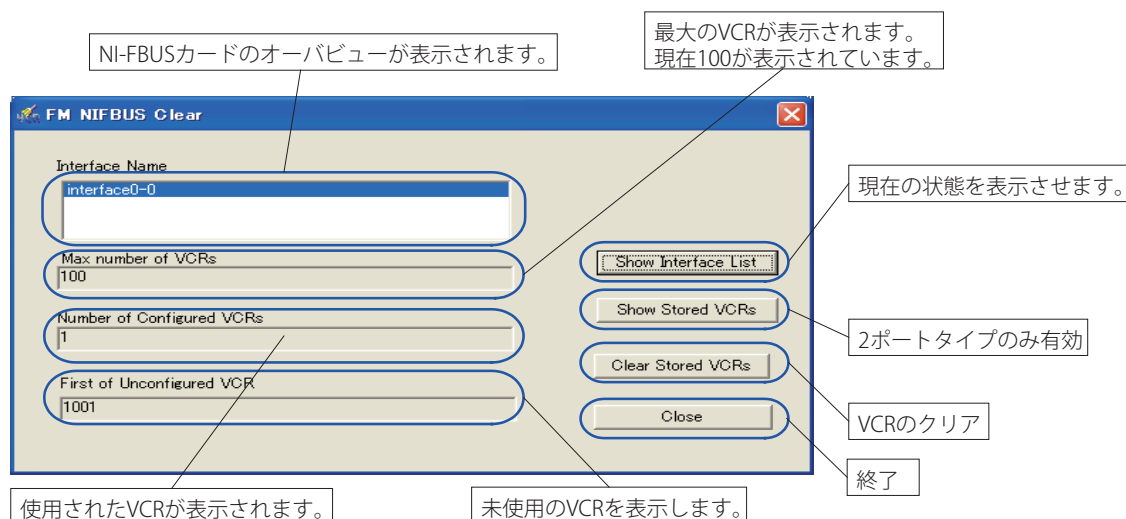 最大のVCRが表示されます。
現在100が表示されています。
NI-FBUSカードのオーバビューが表示されます。
FM NIFBUS Clear
Interface Name
interface0-0
現在の状態を表示させます。
Max number of VCRs
100
Show Interface List
Number of Configured VCRs
1
Show Stored VCRs
2ポートタイプのみ有効
First of Unconfigured VCR
1001
Clear Stored VCRs
Close
VCRのクリア
終了
使用されたVCRが表示されます。
未使用のVCRを表示します。